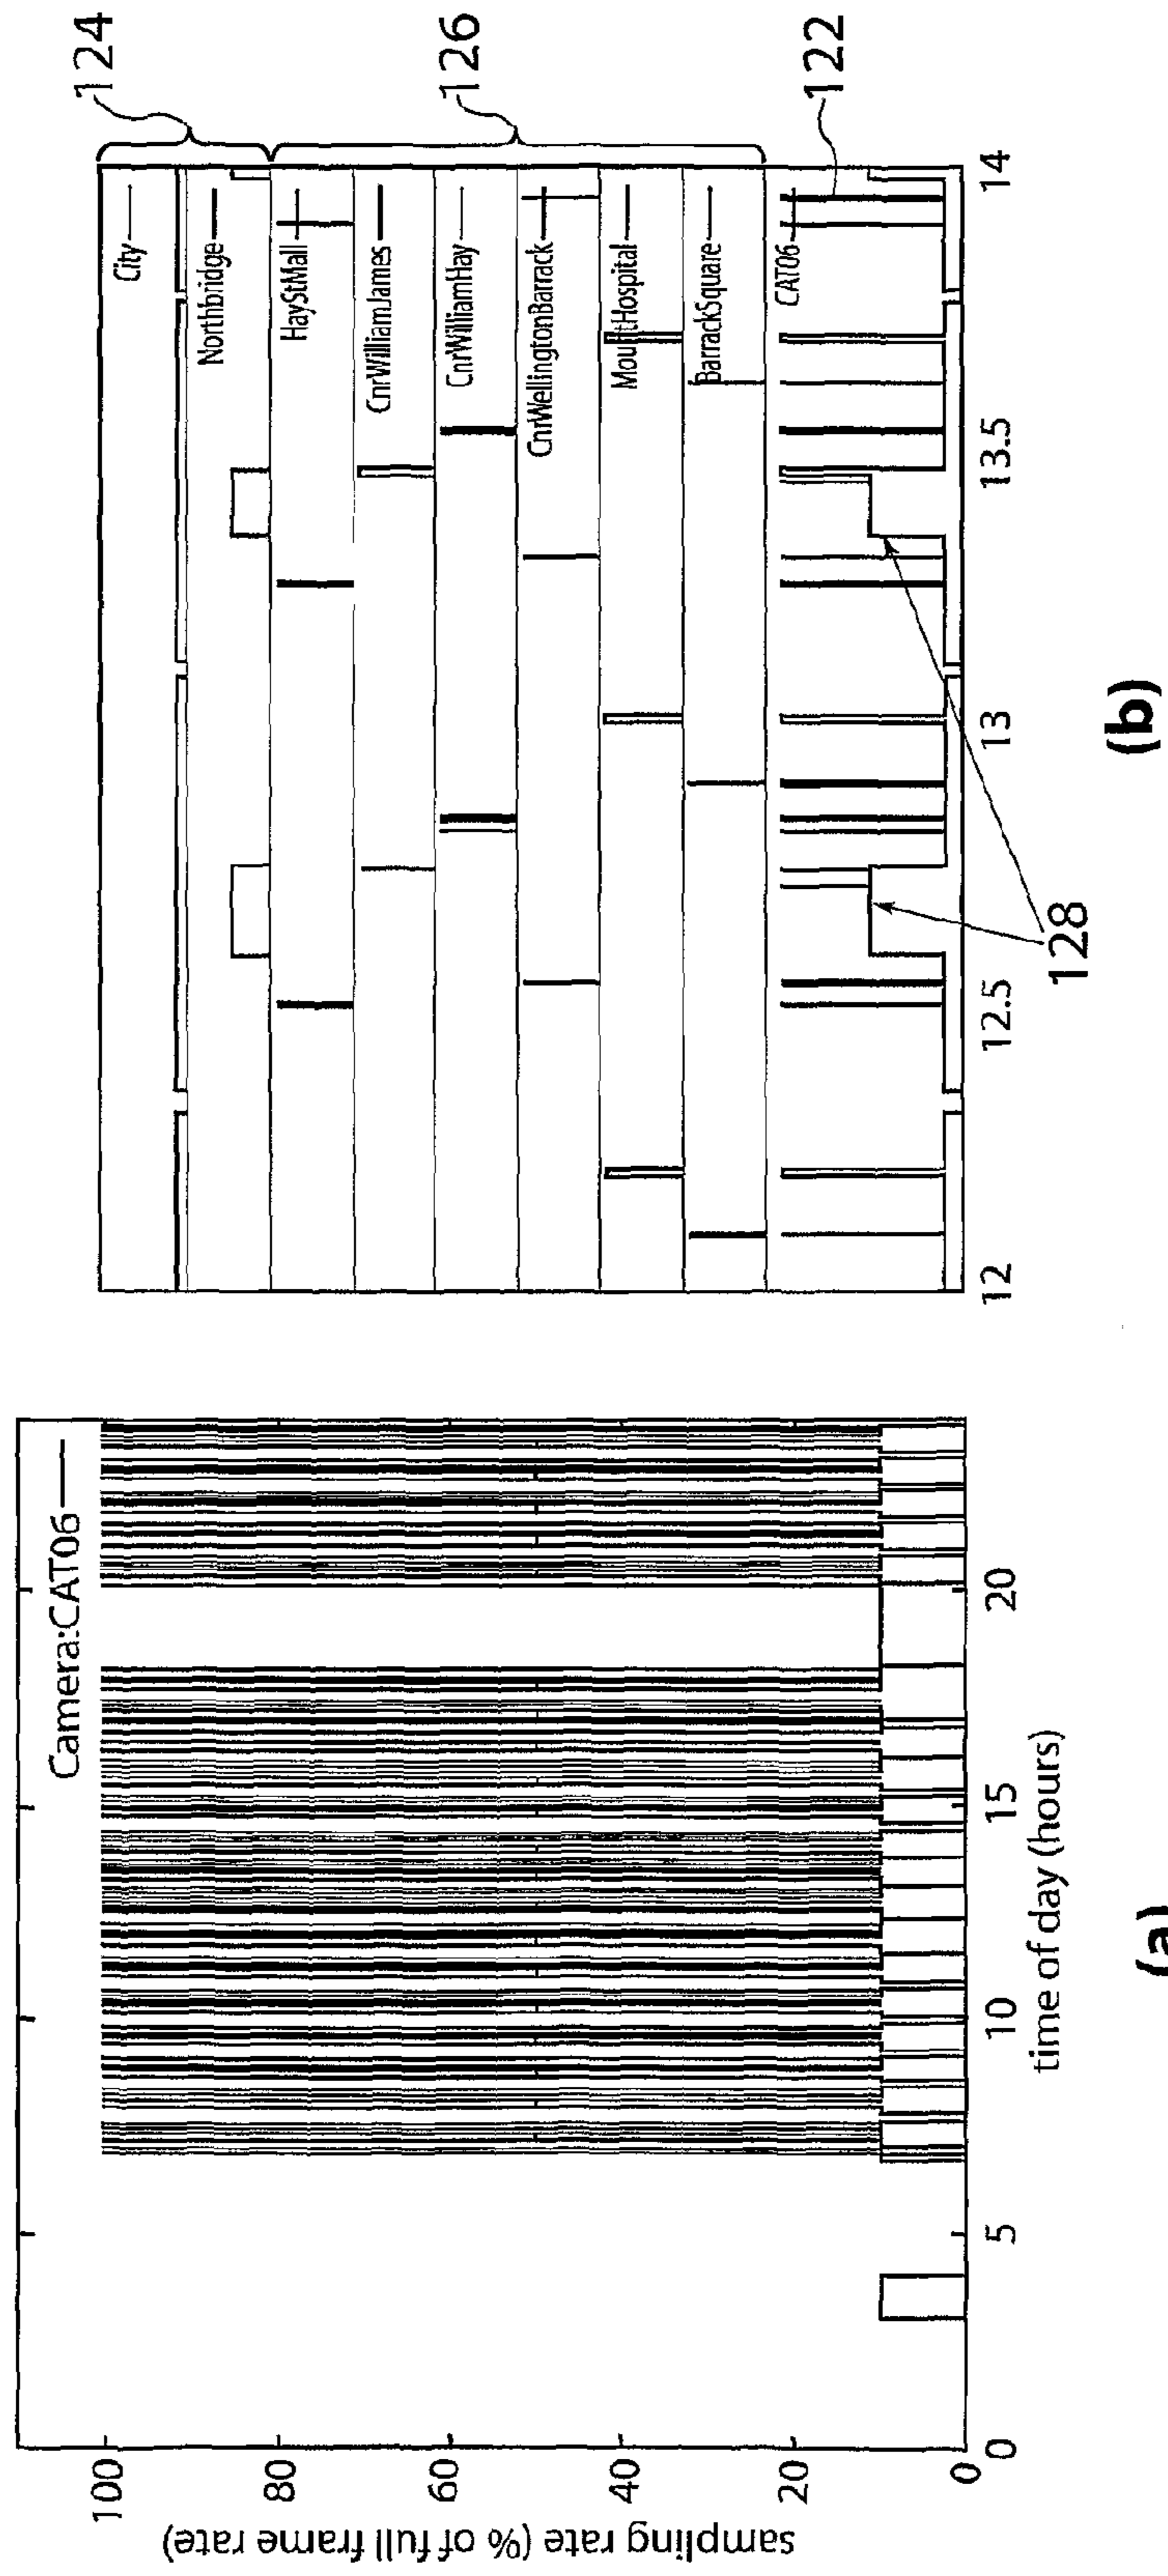 Camera:CAT06
100
80
60
40
20
0
sampling rate (% of full frame rate)
0
5
10
15
20
time of day (hours)
(a)
City
Northbridge
HayStMall
CnrWilliamJames
CnrWilliamHay
CnrWellingtonBarrack
MountHospital
BarrackSquare
CAT06
124
126
122
128
12
12.5
13
13.5
14
(b)